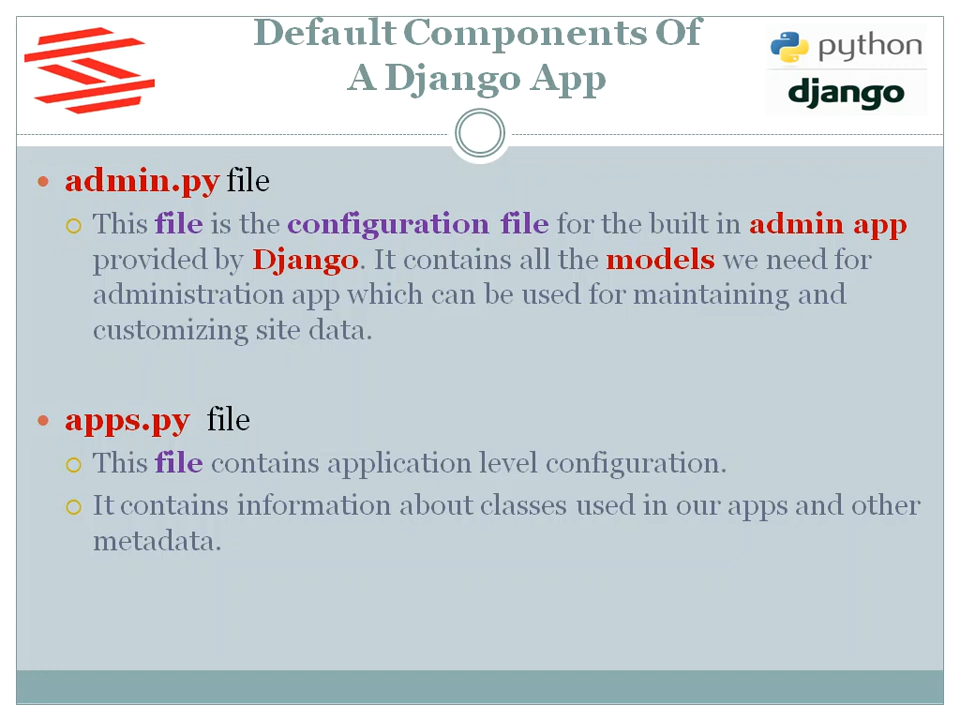 Default Components Of
A Django App
python
django
admin.py file
This file is the configuration file for the built in admin app
provided by Django. It contains all the models we need for
administration app which can be used for maintaining and
customizing site data.
apps.py file
This file contains application level configuration.
It contains information about classes used in our apps and other
metadata.